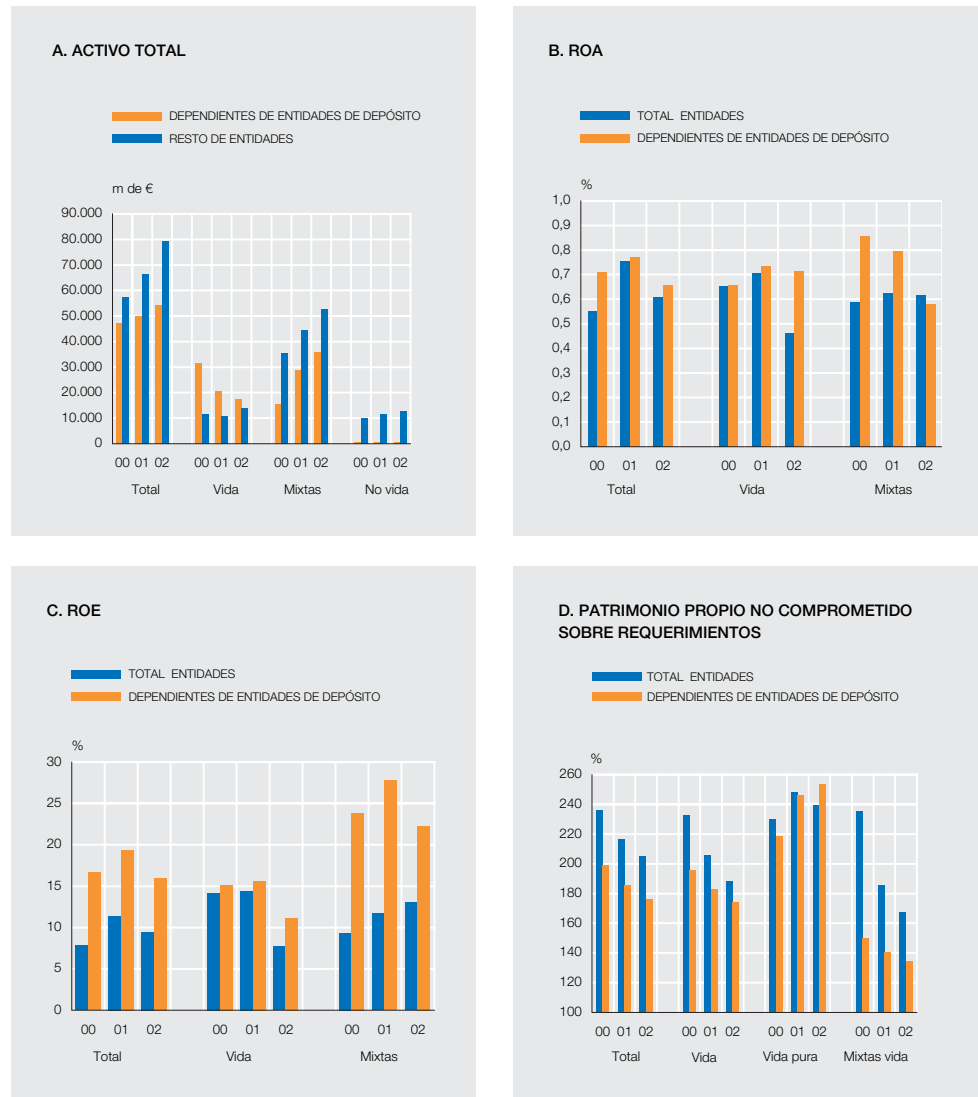 A. ACTIVO TOTAL
DEPENDIENTES DE ENTIDADES DE DEPÓSITO
RESTO DE ENTIDADES
m de €
90.000
80.000
70.000
60.000
50.000
40.000
30.000
20.000
10.000
0
00 01 02 00 01 02 00 01 02 00 01 02
Total Vida Mixtas No vida
B. ROA
TOTAL ENTIDADES
DEPENDIENTES DE ENTIDADES DE DEPÓSITO
%
1,0
0,9
0,8
0,7
0,6
0,5
0,4
0,3
0,2
0,1
0,0
00 01 02 00 01 02 00 01 02
Total Vida Mixtas
C. ROE
TOTAL ENTIDADES
DEPENDIENTES DE ENTIDADES DE DEPÓSITO
%
30
25
20
15
10
5
0
00 01 02 00 01 02 00 01 02
Total Vida Mixtas
D. PATRIMONIO PROPIO NO COMPROMETIDO
SOBRE REQUERIMIENTOS
TOTAL ENTIDADES
DEPENDIENTES DE ENTIDADES DE DEPÓSITO
%
260
240
220
200
180
160
140
120
100
00 01 02 00 01 02 00 01 02 00 01 02
Total Vida Vida pura Mixtas vida